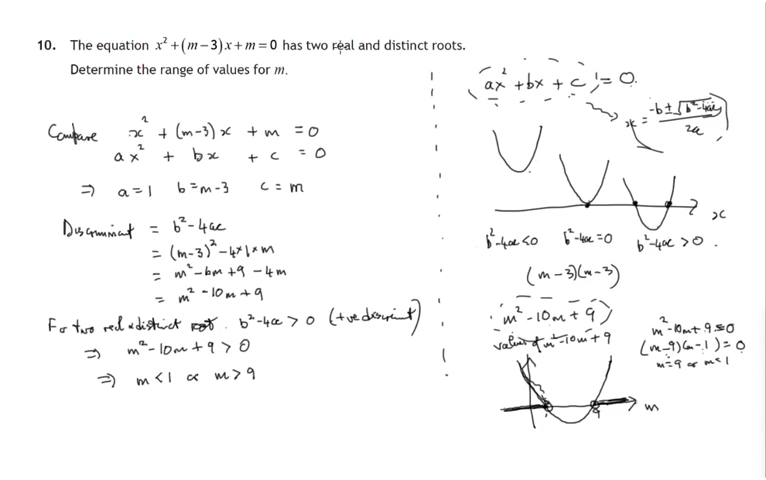 10. The equation x² + (m − 3)x + m = 0 has two real and distinct roots.
Determine the range of values for m.
Compare x² + (m-3)x + m = 0
ax² + bx + c = 0
⇒ a=1 b=m-3 c=m
Discriminant = b²-4ac
= (m-3)²-4*1*m
= m²-6m+9-4m
= m²-10m+9
For two real & distinct root. b²-4ac > 0 (+ve discrimint)
⇒ m²-10m+9 > 0
⇒ m<1 or m>9
(ax² + bx + c) = 0.
x = -b±√b²-4ac
2a
x
b²-4ac<0 b²-4ac=0 b²-4ac>0.
(m-3)(m-3)
(m²-10m+9)
values of m²-10m+9
m²-10m+9=0
(m-9)(m-1)=0
m=9 or m=1
1 9
m